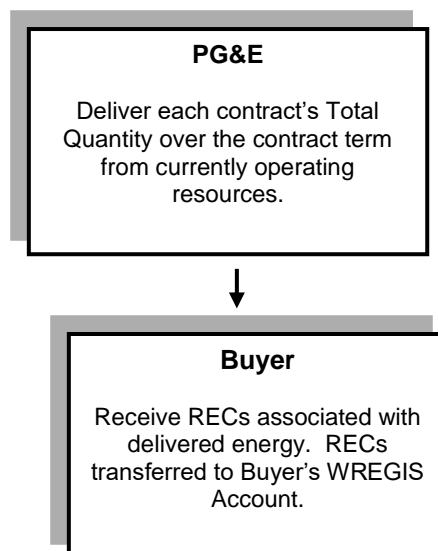 PG&E
Deliver each contract's Total
Quantity over the contract term
from currently operating
resources.
Buyer
Receive RECs associated with
delivered energy.  RECs
transferred to Buyer's WREGIS
Account.